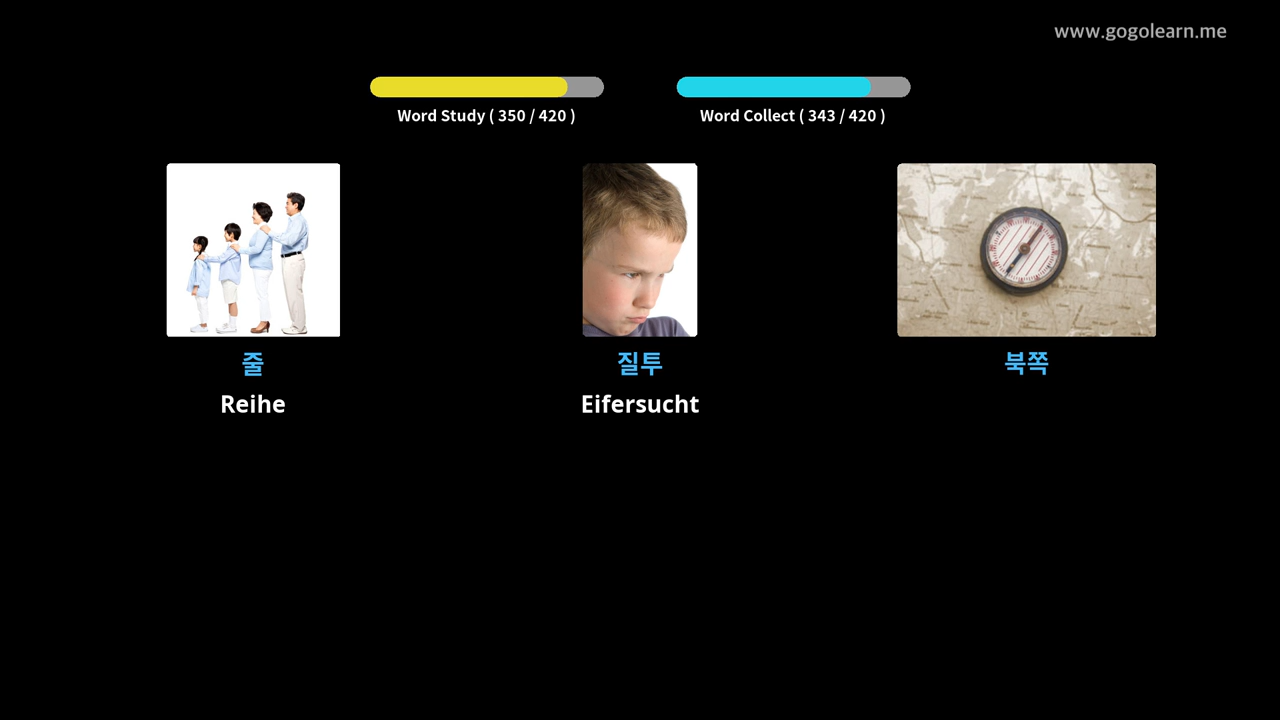 www.gogolearn.me
Word Study ( 350 / 420 )
Word Collect ( 343 / 420 )
줄
Reihe
질투
Eifersucht
북쪽